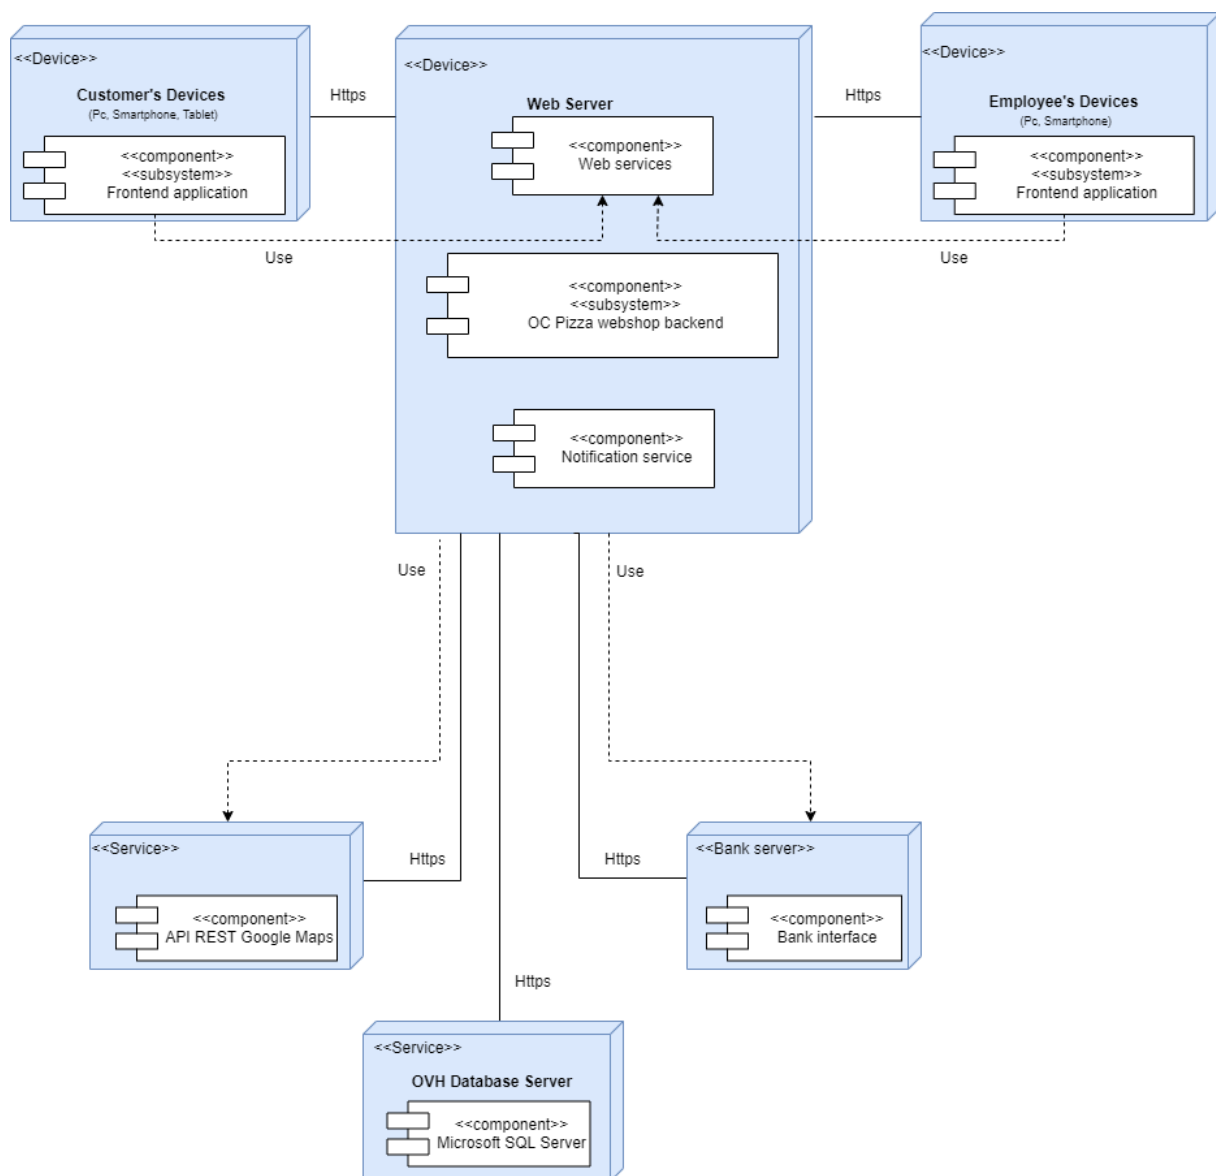 <<Device>>
Customer's Devices
(Pc, Smartphone, Tablet)
<<component>>
<<subsystem>>
Frontend application
Https
<<Device>>
Web Server
<<component>>
Web services
Https
<<Device>>
Employee's Devices
(Pc, Smartphone)
<<component>>
<<subsystem>>
Frontend application
Use
Use
<<component>>
<<subsystem>>
OC Pizza webshop backend
<<component>>
Notification service
Use
Use
<<Service>>
<<component>>
API REST Google Maps
Https
Https
<<Bank server>>
<<component>>
Bank interface
Https
<<Service>>
OVH Database Server
<<component>>
Microsoft SQL Server